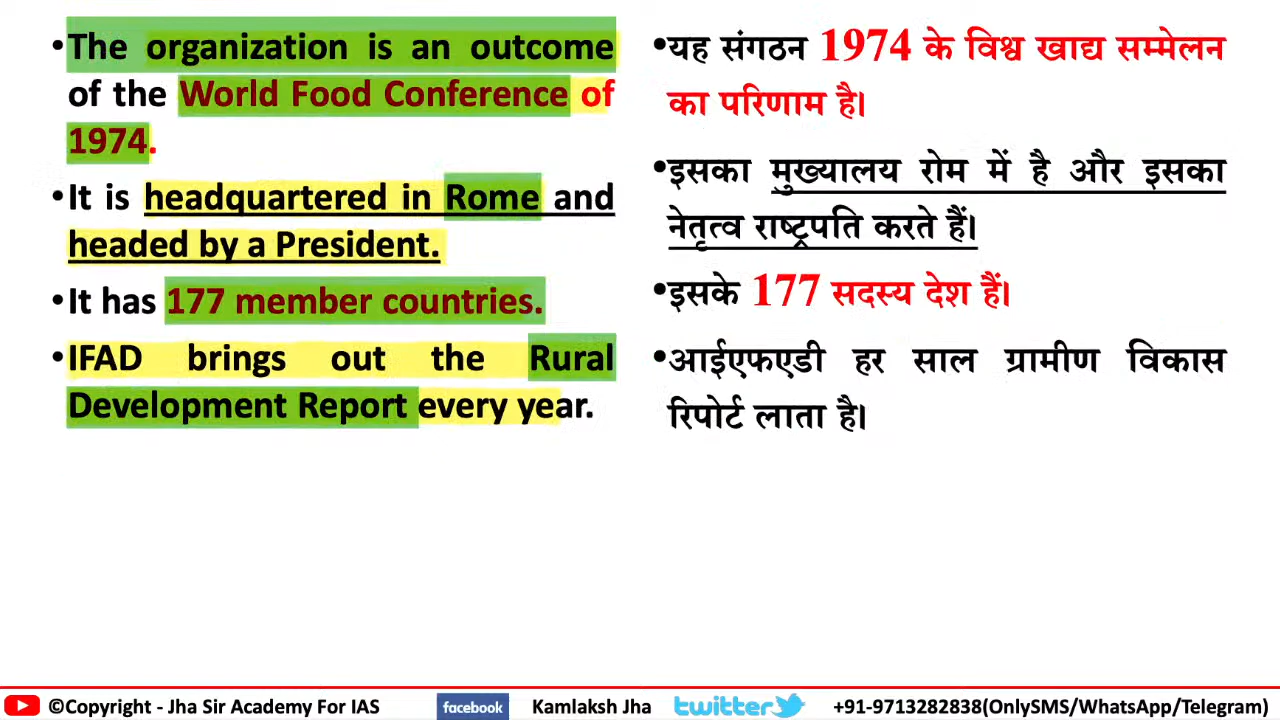 •The organization is an outcome
of the World Food Conference of
1974.
•It is headquartered in Rome and
headed by a President.
•It has 177 member countries.
•IFAD brings out the Rural
Development Report every year.
•यह संगठन 1974 के विश्व खाद्य सम्मेलन
का परिणाम है।
•इसका मुख्यालय रोम में है और इसका
नेतृत्व राष्ट्रपति करते हैं।
•इसके 177 सदस्य देश हैं।
•आईएफएडी हर साल ग्रामीण विकास
रिपोर्ट लाता है।
©Copyright - Jha Sir Academy For IAS facebook Kamlaksh Jha twitter +91-9713282838(OnlySMS/WhatsApp/Telegram)